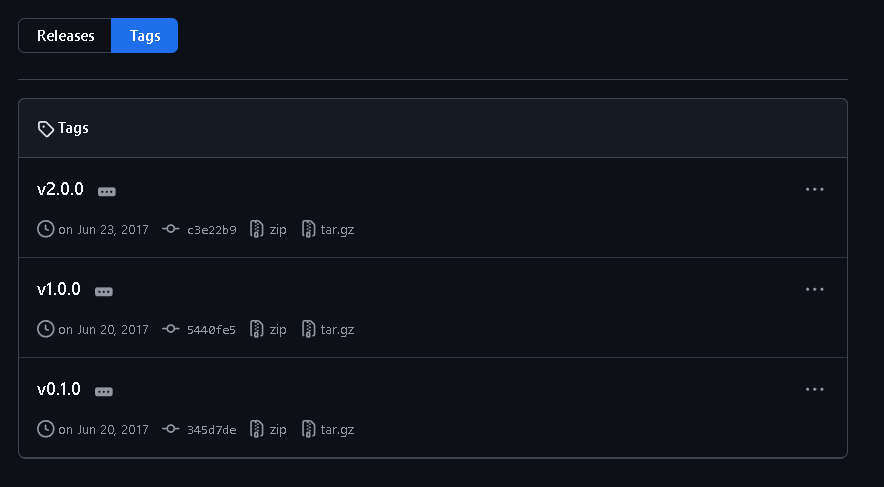 Releases Tags
Tags
v2.0.0
on Jun 23, 2017 c3e22b9 zip tar.gz
v1.0.0
on Jun 20, 2017 5440fe5 zip tar.gz
v0.1.0
on Jun 20, 2017 345d7de zip tar.gz